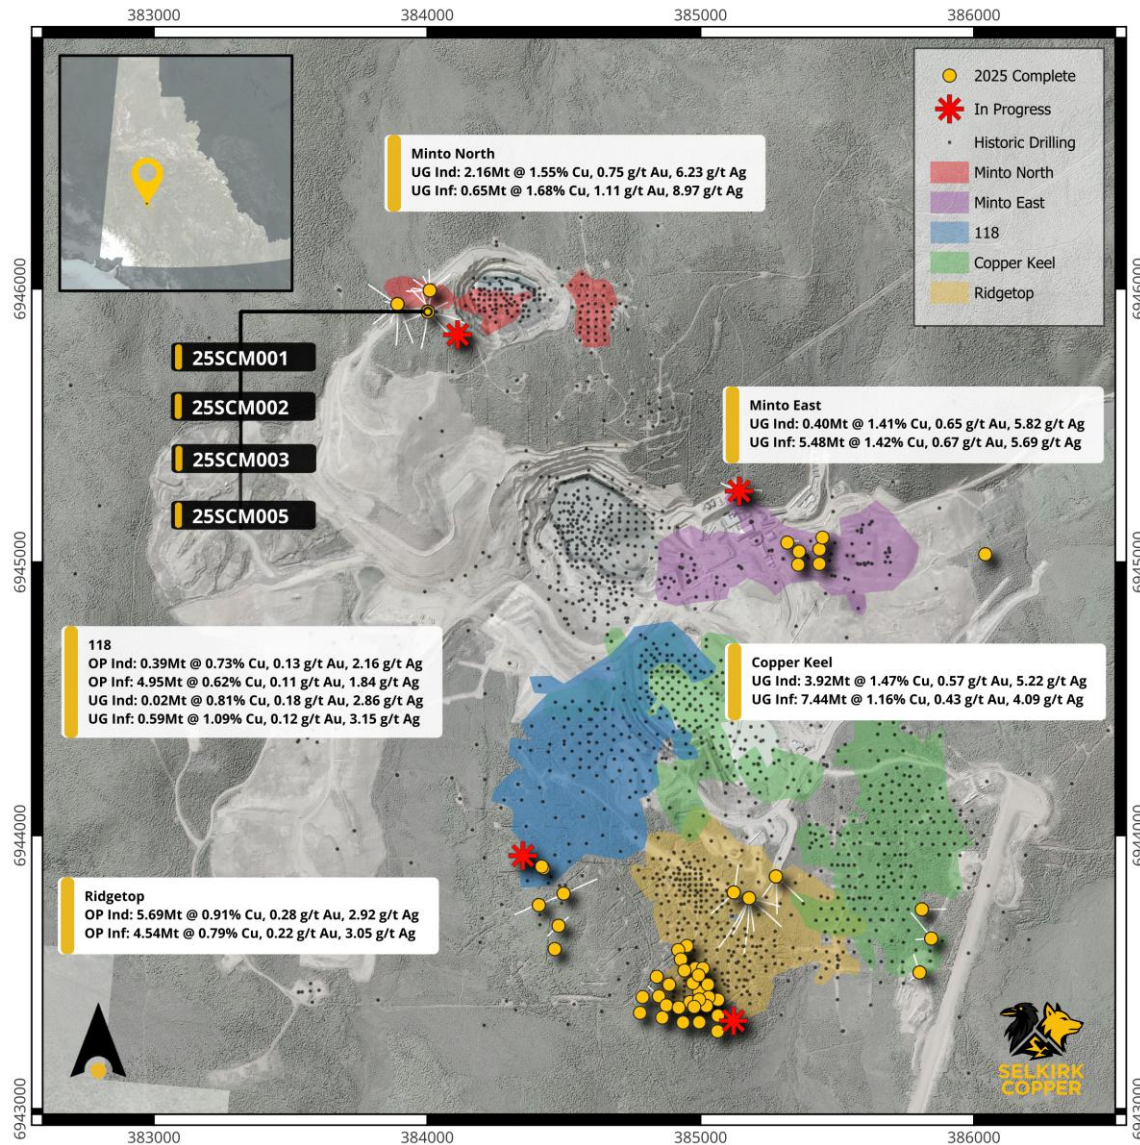 383000
384000
385000
386000
2025 Complete
In Progress
Historic Drilling
Minto North
Minto East
118
Copper Keel
Ridgetop
Minto North
UG Ind: 2.16Mt @ 1.55% Cu, 0.75 g/t Au, 6.23 g/t Ag
UG Inf: 0.65Mt @ 1.68% Cu, 1.11 g/t Au, 8.97 g/t Ag
6946000
6946000
25SCM001
25SCM002
25SCM003
25SCM005
Minto East
UG Ind: 0.40Mt @ 1.41% Cu, 0.65 g/t Au, 5.82 g/t Ag
UG Inf: 5.48Mt @ 1.42% Cu, 0.67 g/t Au, 5.69 g/t Ag
6945000
6945000
118
OP Ind: 0.39Mt @ 0.73% Cu, 0.13 g/t Au, 2.16 g/t Ag
OP Inf: 4.95Mt @ 0.62% Cu, 0.11 g/t Au, 1.84 g/t Ag
UG Ind: 0.02Mt @ 0.81% Cu, 0.18 g/t Au, 2.86 g/t Ag
UG Inf: 0.59Mt @ 1.09% Cu, 0.12 g/t Au, 3.15 g/t Ag
Copper Keel
UG Ind: 3.92Mt @ 1.47% Cu, 0.57 g/t Au, 5.22 g/t Ag
UG Inf: 7.44Mt @ 1.16% Cu, 0.43 g/t Au, 4.09 g/t Ag
6944000
6944000
Ridgetop
OP Ind: 5.69Mt @ 0.91% Cu, 0.28 g/t Au, 2.92 g/t Ag
OP Inf: 4.54Mt @ 0.79% Cu, 0.22 g/t Au, 3.05 g/t Ag
SELKIRK
COPPER
6943000
6943000
383000
384000
385000
386000